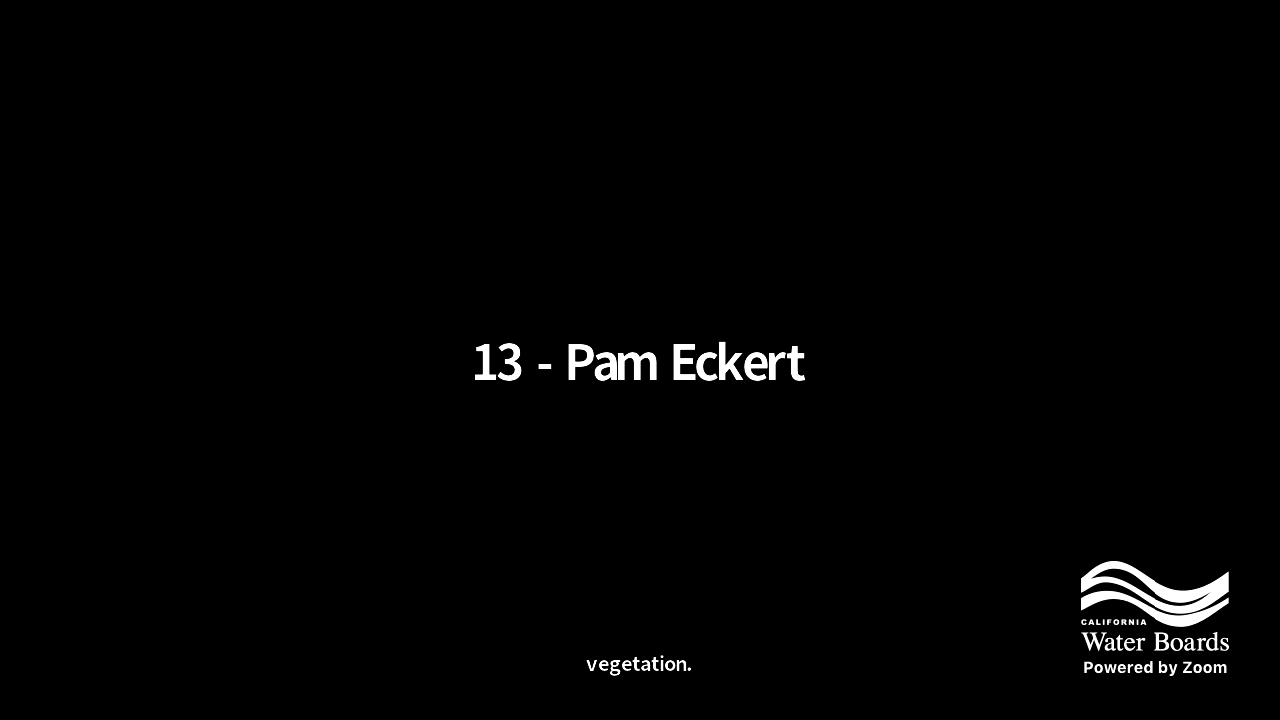 13 - Pam Eckert
vegetation.
CALIFORNIA
Water Boards
Powered by Zoom